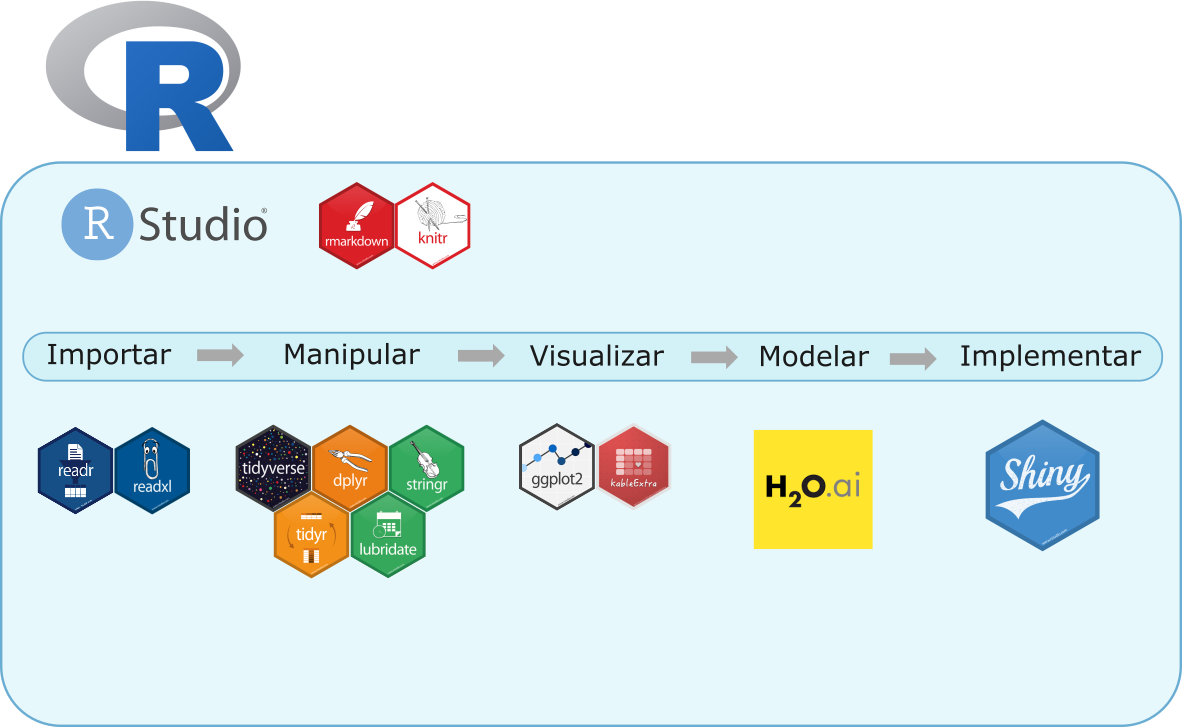 R
R Studio®
rmarkdown
knitr
Importar
Manipular
Visualizar
Modelar
Implementar
readr
readxl
tidyverse
dplyr
stringr
tidyr
lubridate
ggplot2
kableExtra
H₂O.ai
Shiny